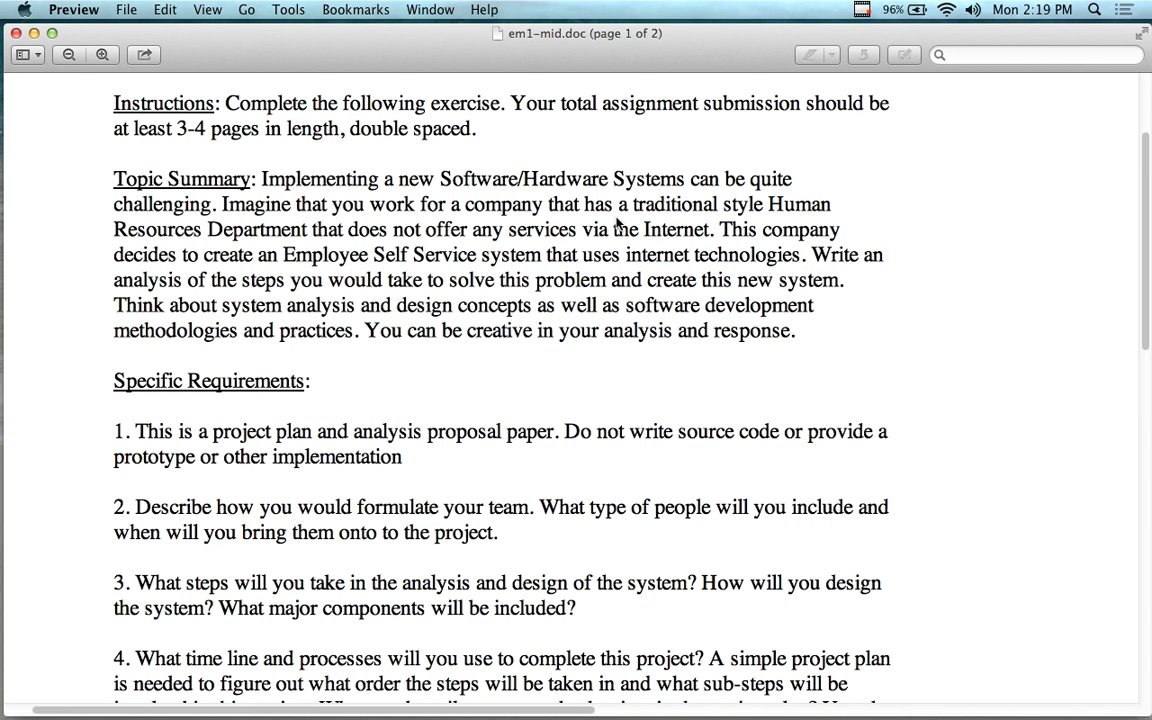 Preview File Edit View Go Tools Bookmarks Window Help 96% Mon 2:19 PM
em1-mid.doc (page 1 of 2)
Instructions: Complete the following exercise. Your total assignment submission should be
at least 3-4 pages in length, double spaced.
Topic Summary: Implementing a new Software/Hardware Systems can be quite
challenging. Imagine that you work for a company that has a traditional style Human
Resources Department that does not offer any services via the Internet. This company
decides to create an Employee Self Service system that uses internet technologies. Write an
analysis of the steps you would take to solve this problem and create this new system.
Think about system analysis and design concepts as well as software development
methodologies and practices. You can be creative in your analysis and response.
Specific Requirements:
1. This is a project plan and analysis proposal paper. Do not write source code or provide a
prototype or other implementation
2. Describe how you would formulate your team. What type of people will you include and
when will you bring them onto to the project.
3. What steps will you take in the analysis and design of the system? How will you design
the system? What major components will be included?
4. What time line and processes will you use to complete this project? A simple project plan
is needed to figure out what order the steps will be taken in and what sub-steps will be